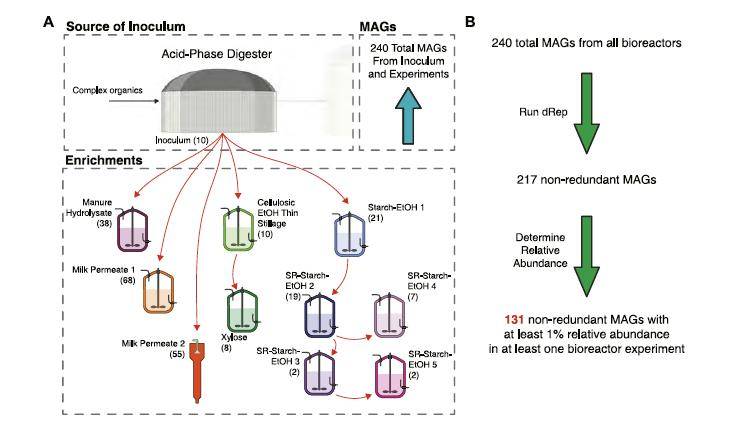 A
Source of Inoculum
Acid-Phase Digester
Complex organics
Inoculum (10)
MAGs
240 Total MAGs
From Inoculum
and Experiments
Enrichments
Manure
Hydrolysate
(38)
Cellulosic
EtOH Thin
Stillage
(10)
Starch-EtOH 1
(21)
Milk Permeate 1
(68)
SR-Starch-
EtOH 2
(19)
SR-Starch-
EtOH 4
(7)
Milk Permeate 2
(55)
Xylose
(8)
SR-Starch-
EtOH 3
(2)
SR-Starch-
EtOH 5
(2)
B
240 total MAGs from all bioreactors
Run dRep
217 non-redundant MAGs
Determine
Relative
Abundance
131 non-redundant MAGs with
at least 1% relative abundance
in at least one bioreactor experiment